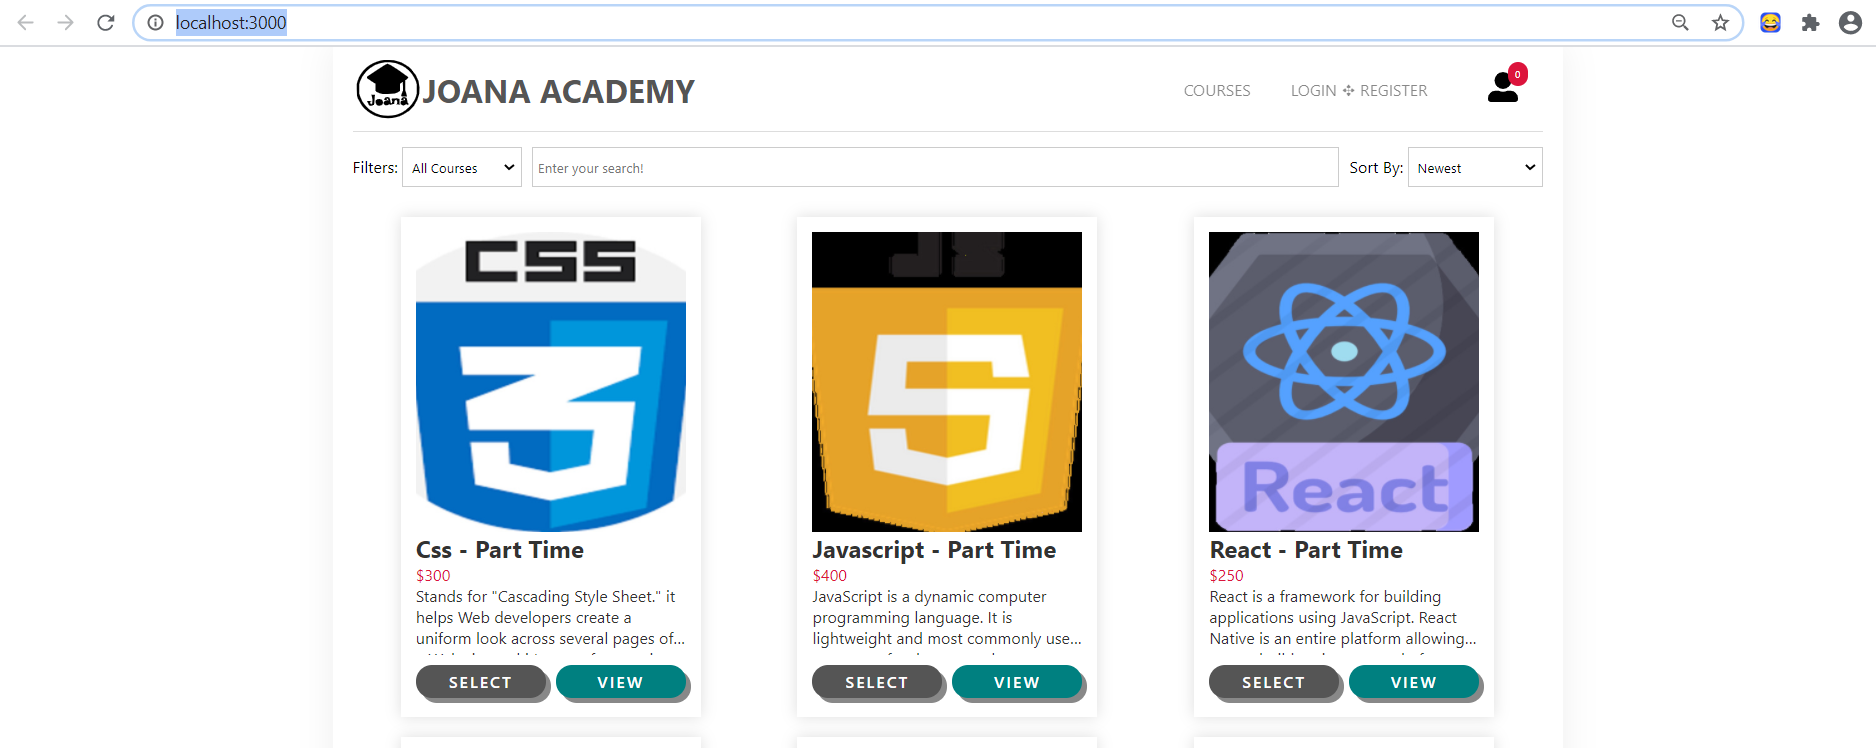 localhost:3000
Joana
JOANA ACADEMY
COURSES
LOGIN ✣ REGISTER
0
Filters:
All Courses
Enter your search!
Sort By:
Newest
CSS
3
Css - Part Time
$300
Stands for "Cascading Style Sheet." it
helps Web developers create a
uniform look across several pages of...
SELECT
VIEW
JS
5
Javascript - Part Time
$400
JavaScript is a dynamic computer
programming language. It is
lightweight and most commonly use...
SELECT
VIEW
React
React - Part Time
$250
React is a framework for building
applications using JavaScript. React
Native is an entire platform allowing...
SELECT
VIEW